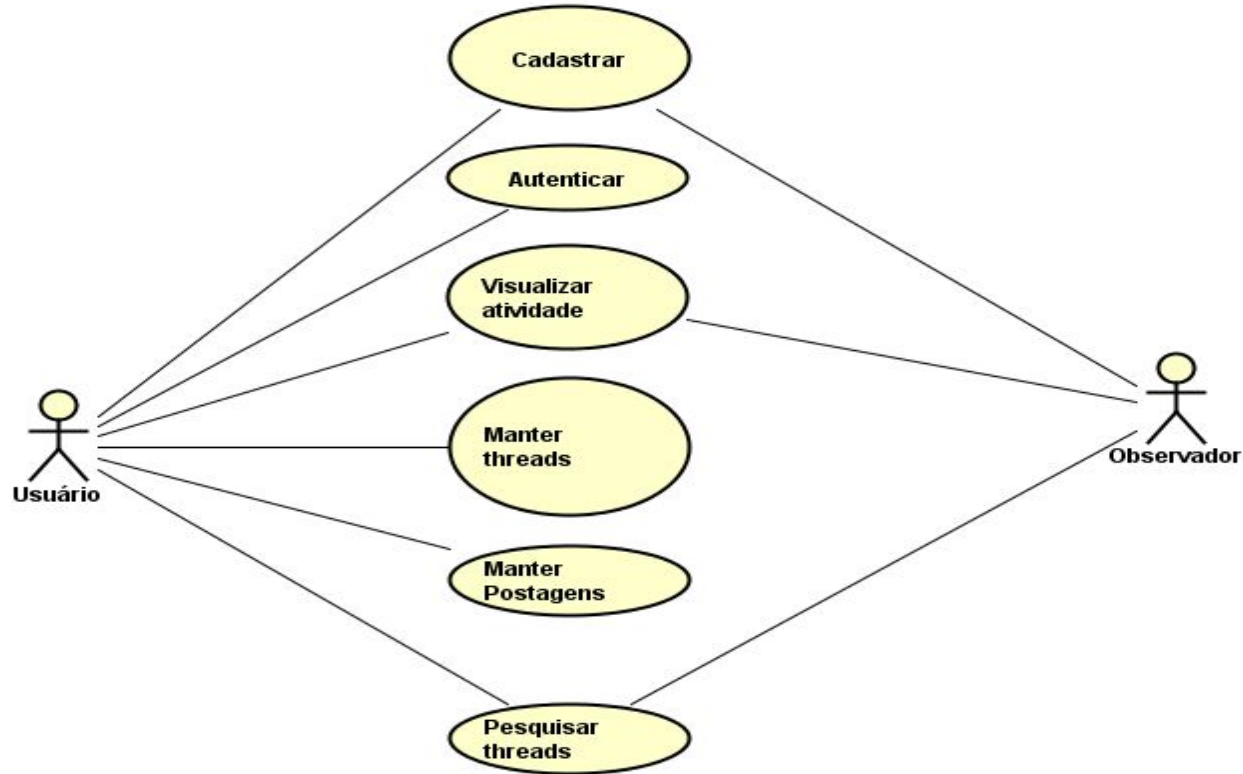 Cadastrar
Autenticar
Visualizar
atividade
Manter
threads
Usuário
Observador
Manter
Postagens
Pesquisar
threads